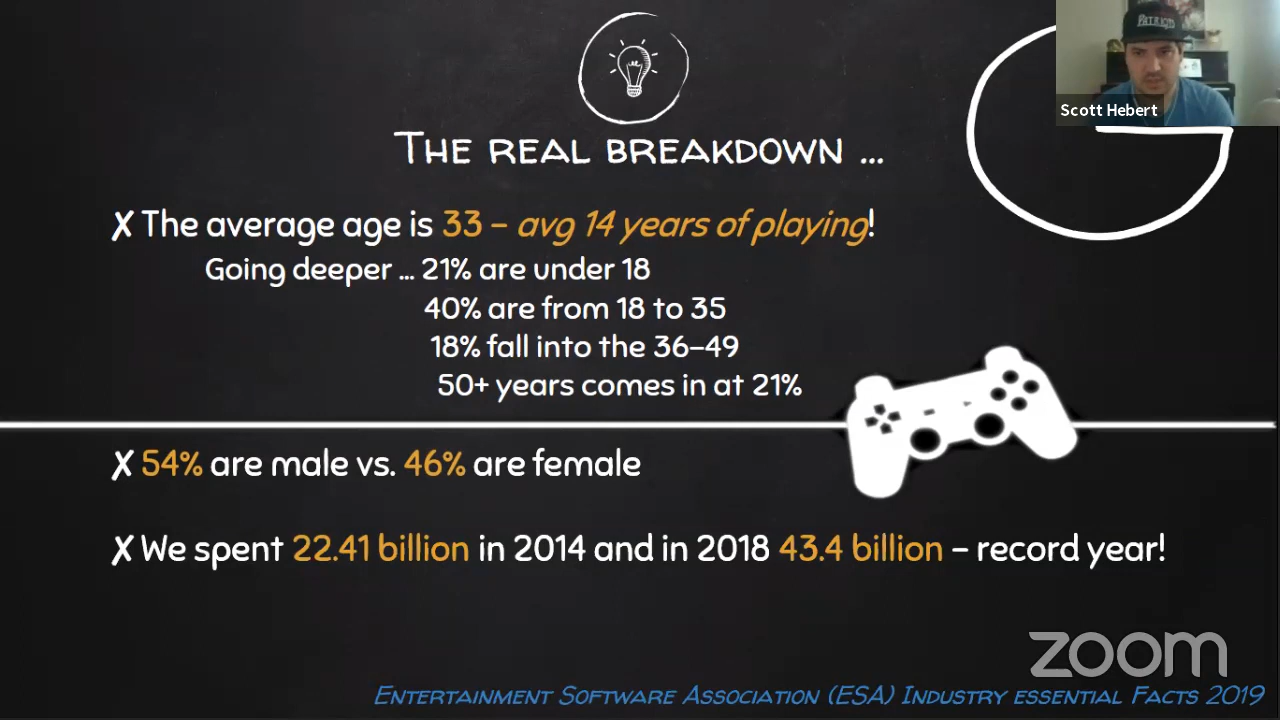 PATRIOTS
Scott Hebert
The real breakdown ...
✗ The average age is 33 – avg 14 years of playing!
Going deeper ... 21% are under 18
40% are from 18 to 35
18% fall into the 36–49
50+ years comes in at 21%
✗ 54% are male vs. 46% are female
✗ We spent 22.41 billion in 2014 and in 2018 43.4 billion – record year!
zoom
Entertainment Software Association (ESA) Industry essential Facts 2019